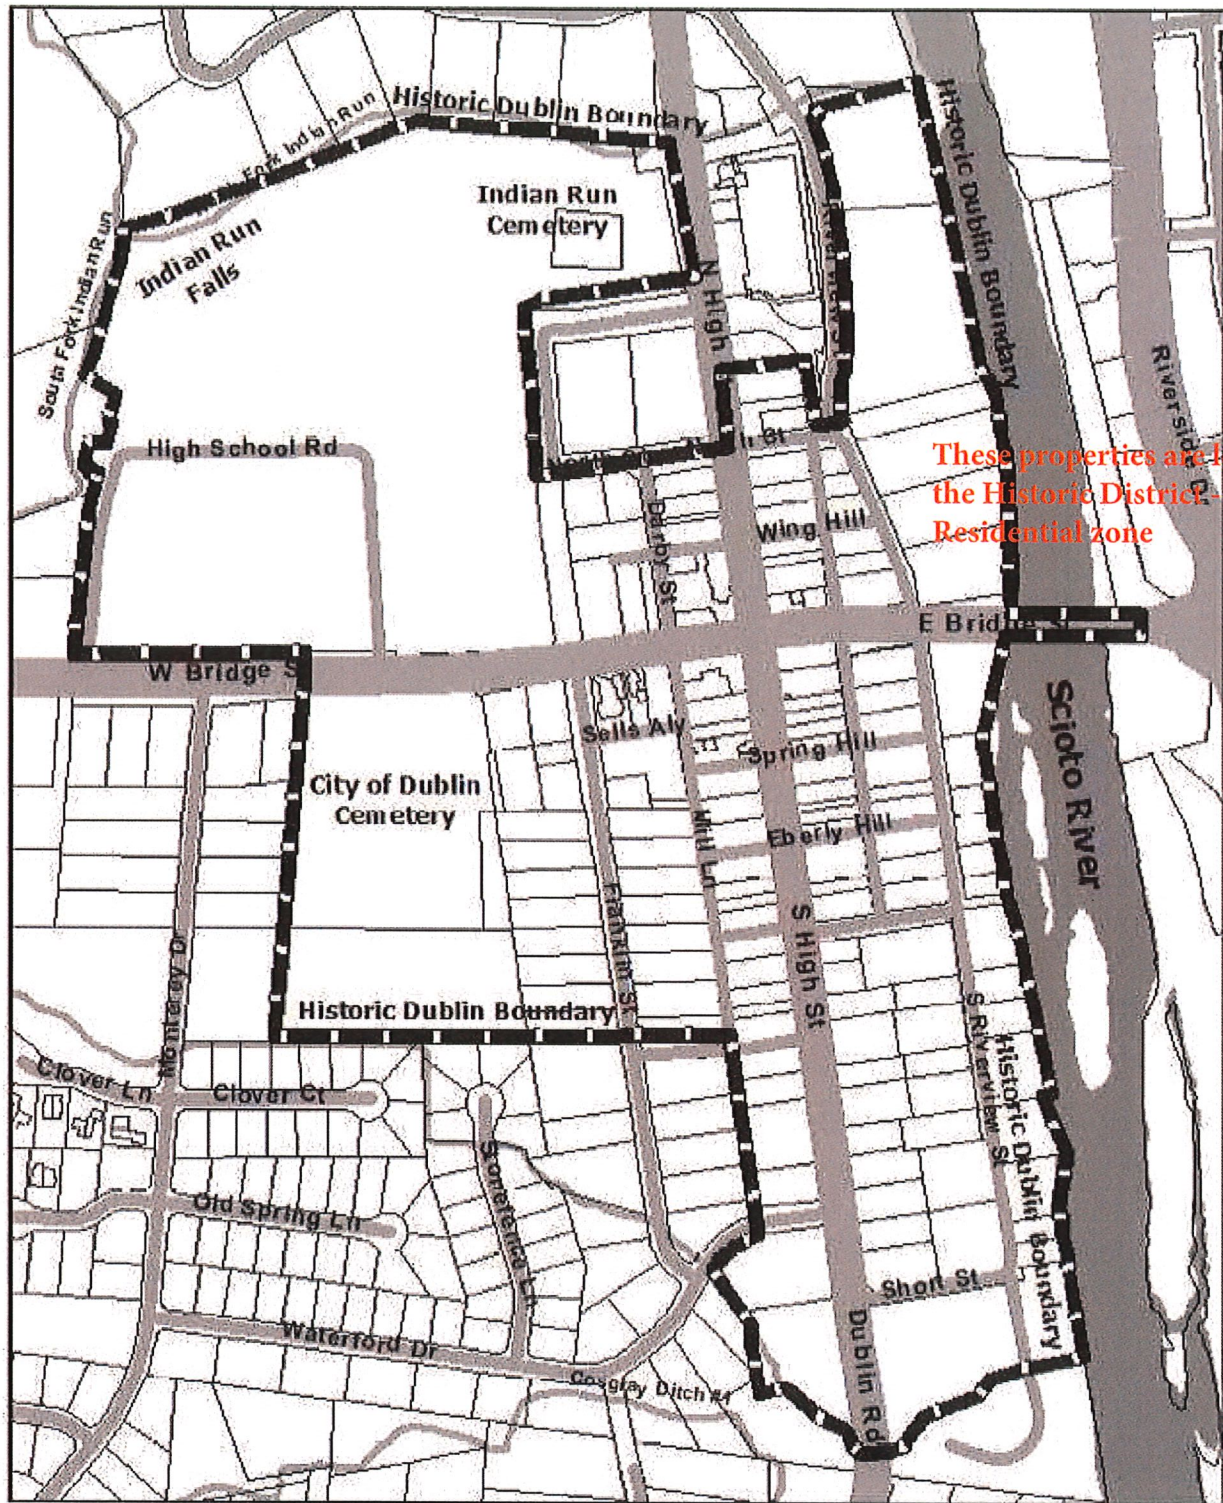 Historic Dublin Boundary
Fork Indian Run
Historic Dublin Boundary
Indian Run
Cemetery
Indian Run
Falls
South Fork Indian Run
N High
Riverside Dr
High School Rd
These properties are
the Historic District -
Residential zone
Darby St
Wing Hill
E Bridge St
W Bridge S
Scioto River
Sells Aly
Spring Hill
City of Dublin
Cemetery
Mill Ln
Eberly Hill
Franklin St
S High St
Monterey Dr
Historic Dublin Boundary
S Riverview St
Historic Dublin Boundary
Clover Ln
Clover Ct
Stonefence Ln
Old Spring Ln
Short St
Waterford Dr
Dublin Rd
Cosgray Ditch #4